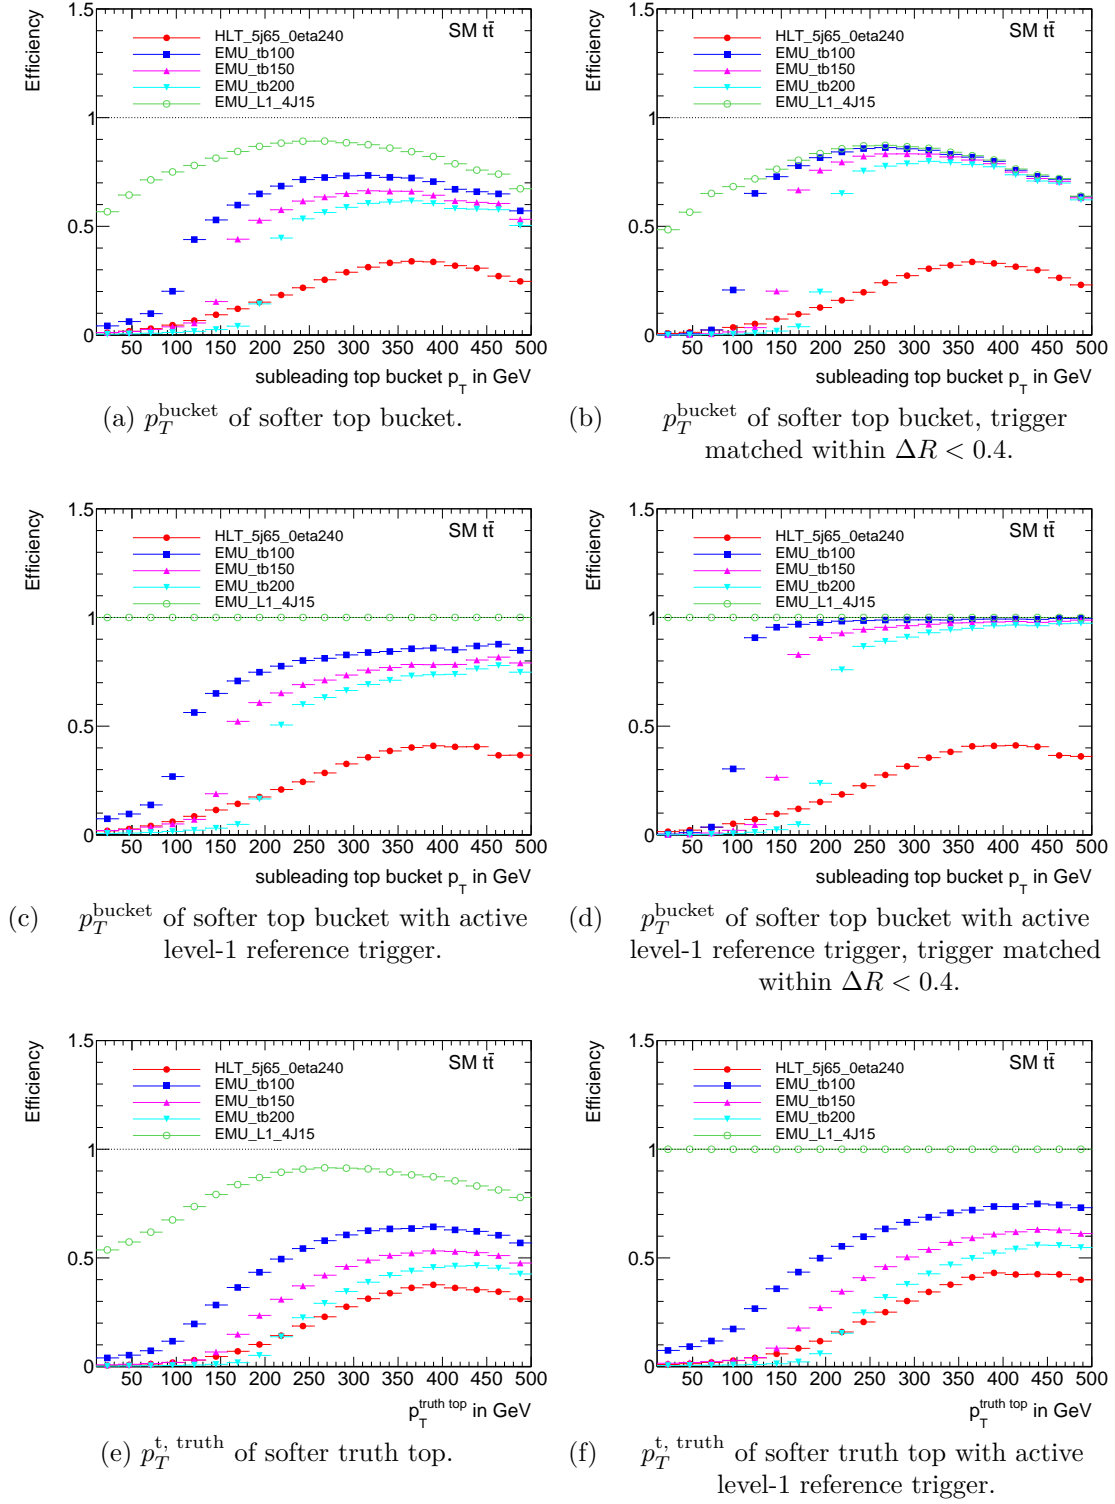 Efficiency
1.5
1
0.5
0
HLT_5j65_0eta240
EMU_tb100
EMU_tb150
EMU_tb200
EMU_L1_4J15
SM tt̄
50 100 150 200 250 300 350 400 450 500
subleading top bucket p_T in GeV
(a) p_T^bucket of softer top bucket.
Efficiency
1.5
1
0.5
0
HLT_5j65_0eta240
EMU_tb100
EMU_tb150
EMU_tb200
EMU_L1_4J15
SM tt̄
50 100 150 200 250 300 350 400 450 500
subleading top bucket p_T in GeV
(b) p_T^bucket of softer top bucket, trigger
matched within ΔR < 0.4.
Efficiency
1.5
1
0.5
0
HLT_5j65_0eta240
EMU_tb100
EMU_tb150
EMU_tb200
EMU_L1_4J15
SM tt̄
50 100 150 200 250 300 350 400 450 500
subleading top bucket p_T in GeV
(c) p_T^bucket of softer top bucket with active
level-1 reference trigger.
Efficiency
1.5
1
0.5
0
HLT_5j65_0eta240
EMU_tb100
EMU_tb150
EMU_tb200
EMU_L1_4J15
SM tt̄
50 100 150 200 250 300 350 400 450 500
subleading top bucket p_T in GeV
(d) p_T^bucket of softer top bucket with active
level-1 reference trigger, trigger matched
within ΔR < 0.4.
Efficiency
1.5
1
0.5
0
HLT_5j65_0eta240
EMU_tb100
EMU_tb150
EMU_tb200
EMU_L1_4J15
SM tt̄
50 100 150 200 250 300 350 400 450 500
p_T^truth top in GeV
(e) p_T^t, truth of softer truth top.
Efficiency
1.5
1
0.5
0
HLT_5j65_0eta240
EMU_tb100
EMU_tb150
EMU_tb200
EMU_L1_4J15
SM tt̄
50 100 150 200 250 300 350 400 450 500
p_T^truth top in GeV
(f) p_T^t, truth of softer truth top with active
level-1 reference trigger.